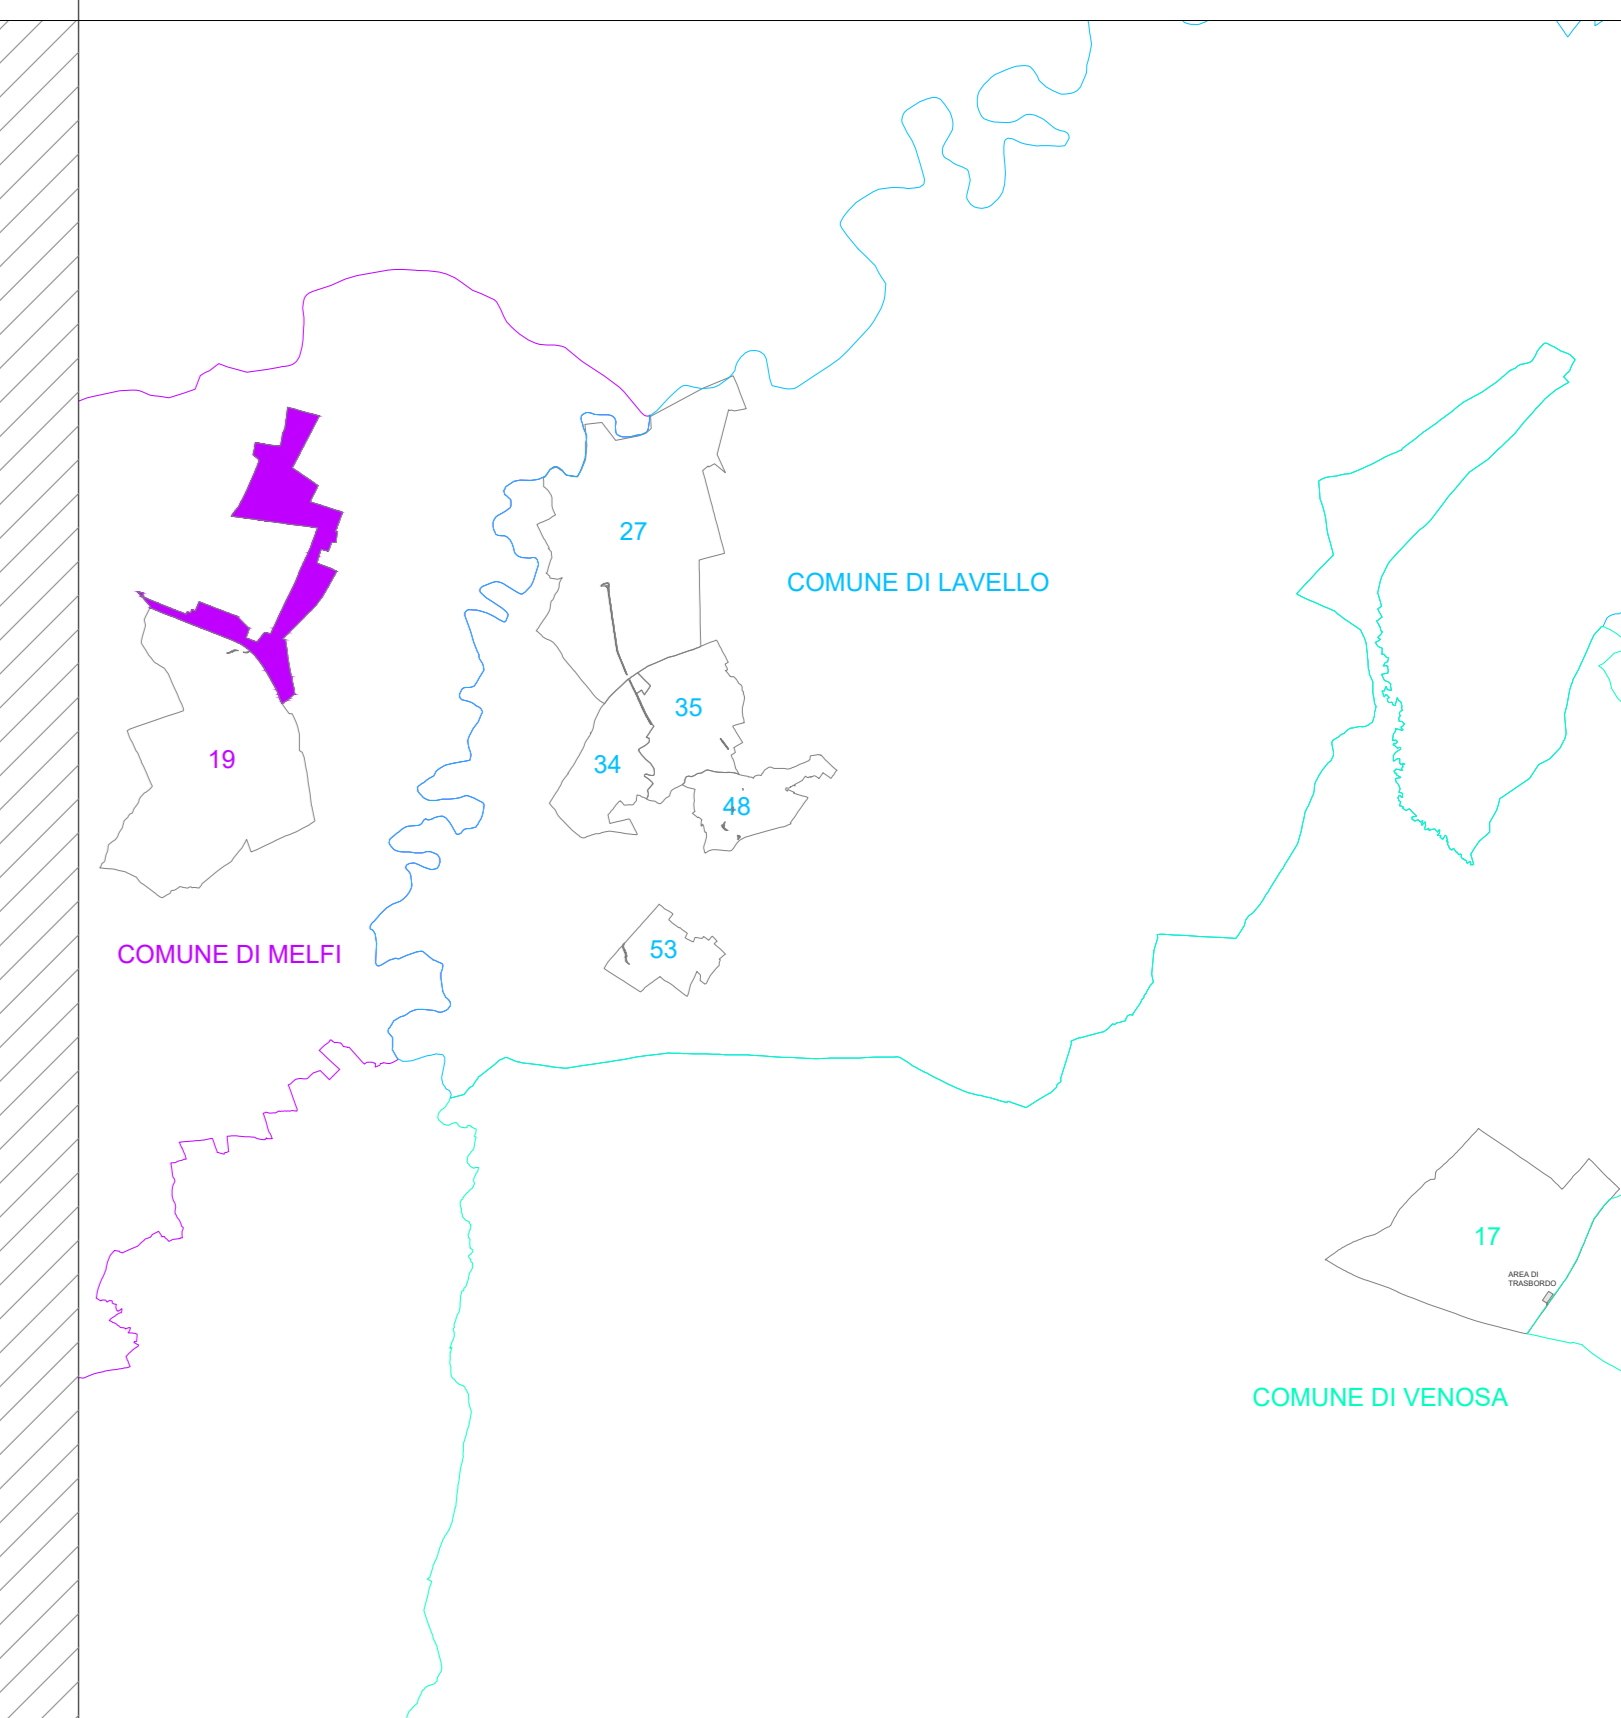 27
COMUNE DI LAVELLO
35
19
34
48
COMUNE DI MELFI
53
17
AREA DI
TRASBORDO
COMUNE DI VENOSA